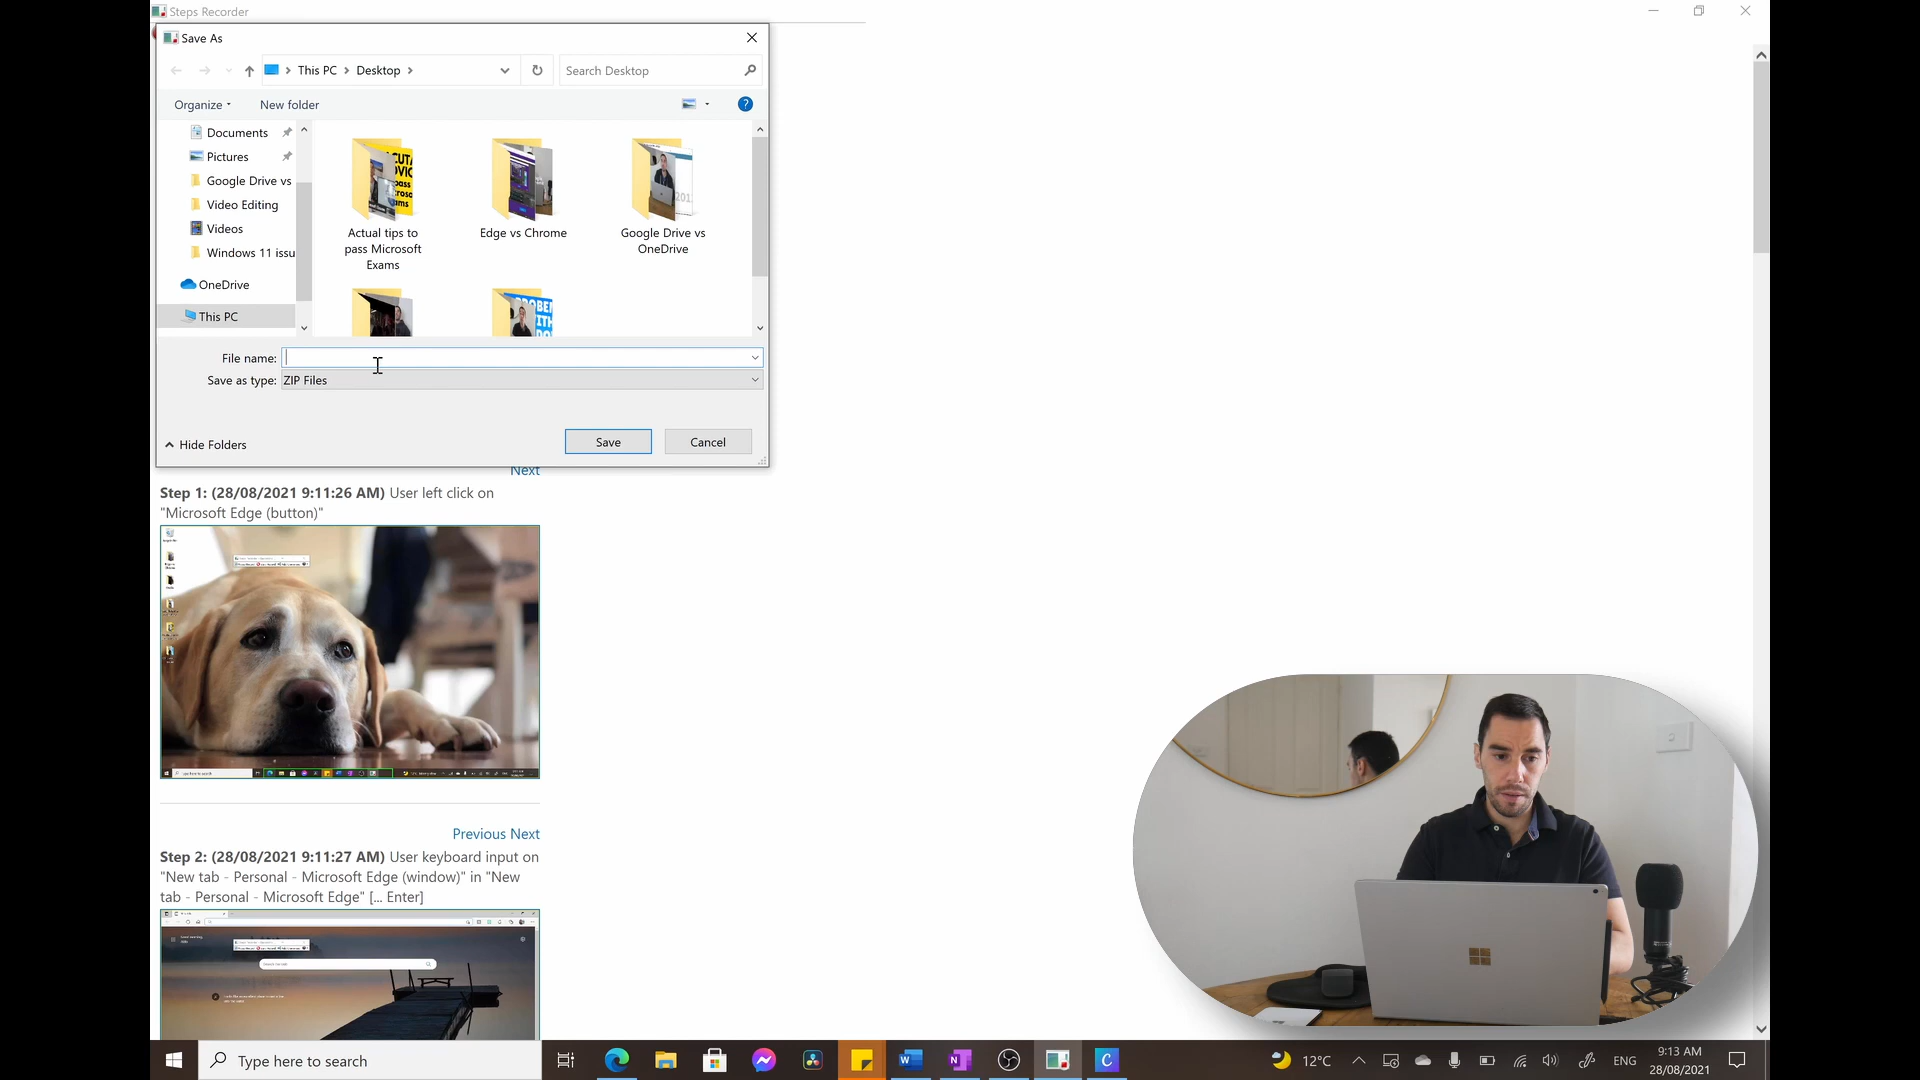 Steps Recorder
Save As
This PC > Desktop >
Search Desktop
Organize
New folder
?
Documents
Pictures
Google Drive vs
Video Editing
Videos
Windows 11 issu
OneDrive
This PC
Actual tips to
pass Microsoft
Exams
Edge vs Chrome
Google Drive vs
OneDrive
File name:
Save as type: ZIP Files
Hide Folders
Save
Cancel
Next
Step 1: (28/08/2021 9:11:26 AM) User left click on
"Microsoft Edge (button)"
Previous Next
Step 2: (28/08/2021 9:11:27 AM) User keyboard input on
"New tab - Personal - Microsoft Edge (window)" in "New
tab - Personal - Microsoft Edge" [... Enter]
Type here to search
12°C
ENG
9:13 AM
28/08/2021